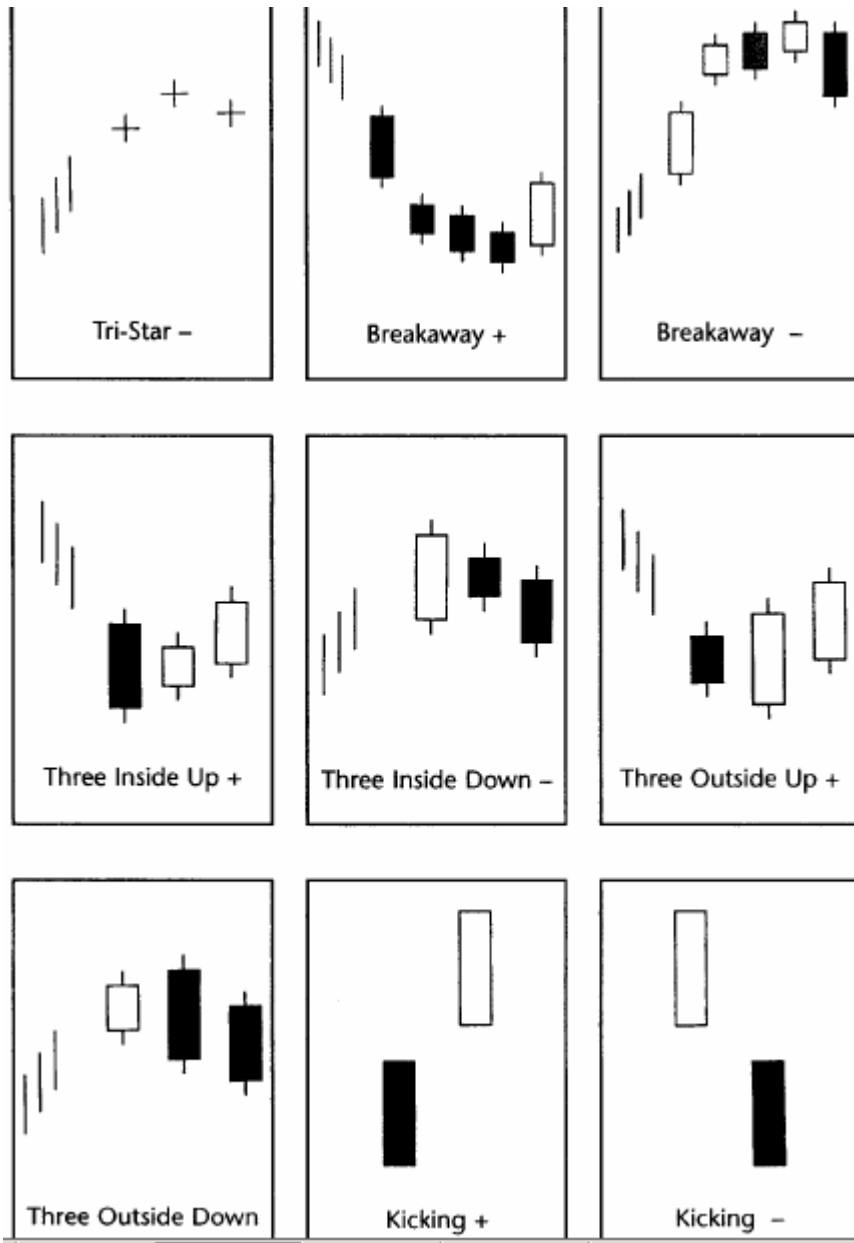 Tri-Star –
Breakaway +
Breakaway –
Three Inside Up +
Three Inside Down –
Three Outside Up +
Three Outside Down
Kicking +
Kicking –